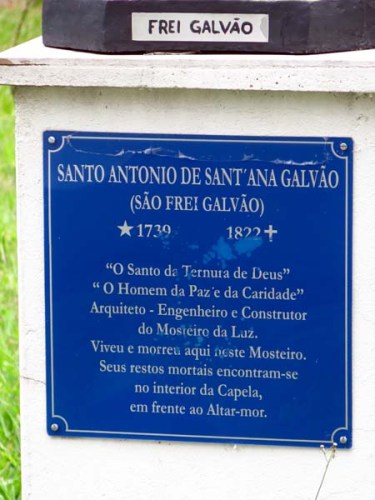 FREI GALVÃO
SANTO ANTONIO DE SANT´ANA GALVÃO
(SÃO FREI GALVÃO)
★1739 1822✝
"O Santo da Ternura de Deus"
“ O Homem da Paz e da Caridade”
Arquiteto - Engenheiro e Construtor
do Mosteiro da Luz.
Viveu e morreu aqui neste Mosteiro.
Seus restos mortais encontram-se
no interior da Capela,
em frente ao Altar-mor.